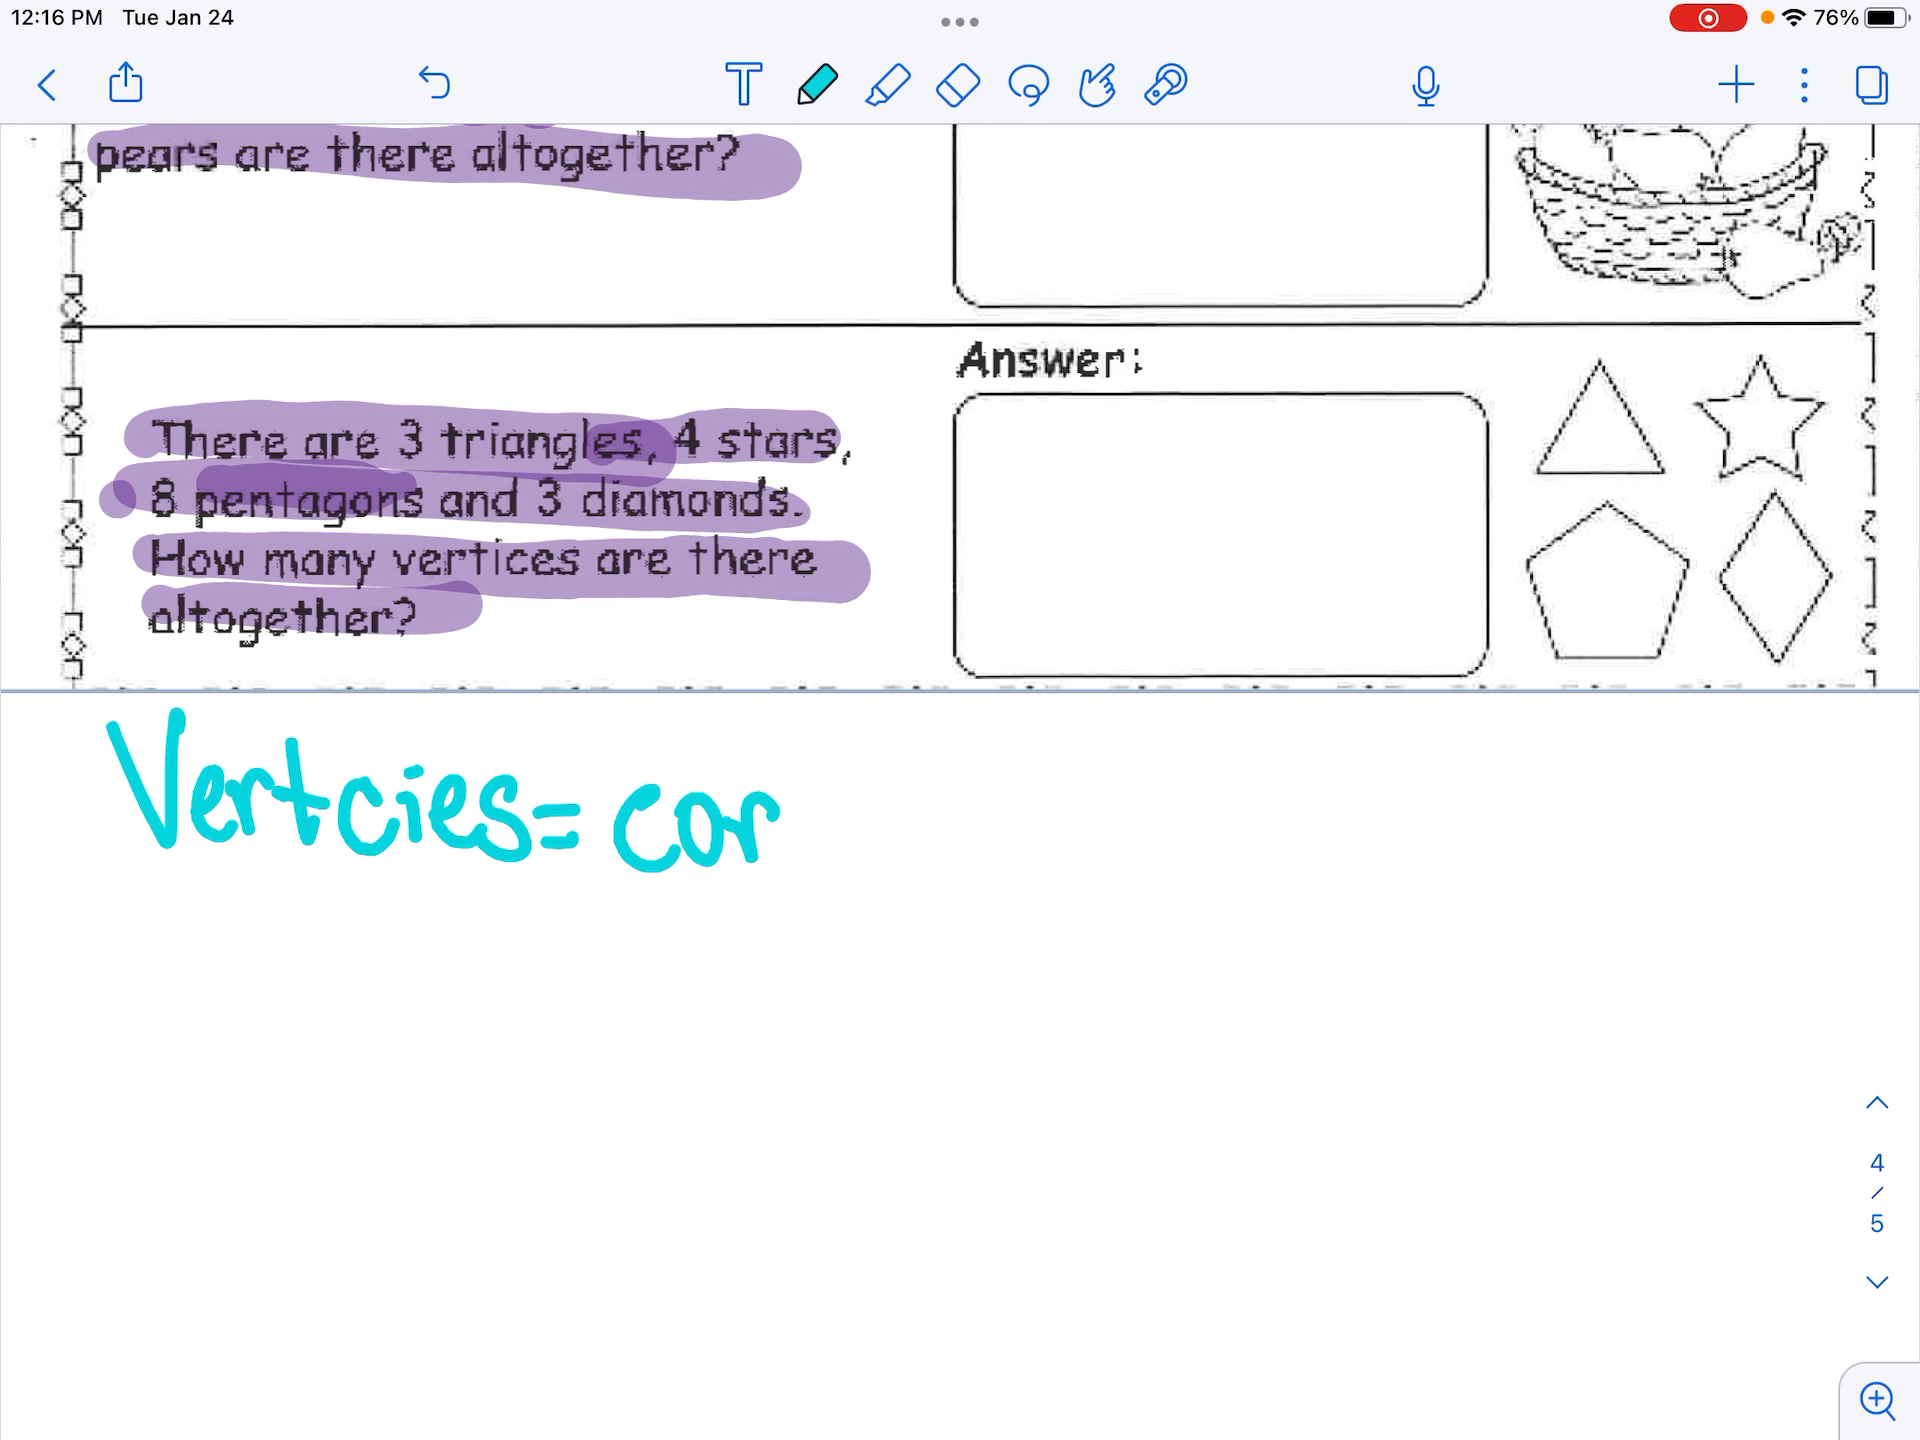 12:16 PM Tue Jan 24
76%
T
pears are there altogether?
Answer:
There are 3 triangles, 4 stars,
8 pentagons and 3 diamonds.
How many vertices are there
altogether?
Vertcies= cor
4
/
5